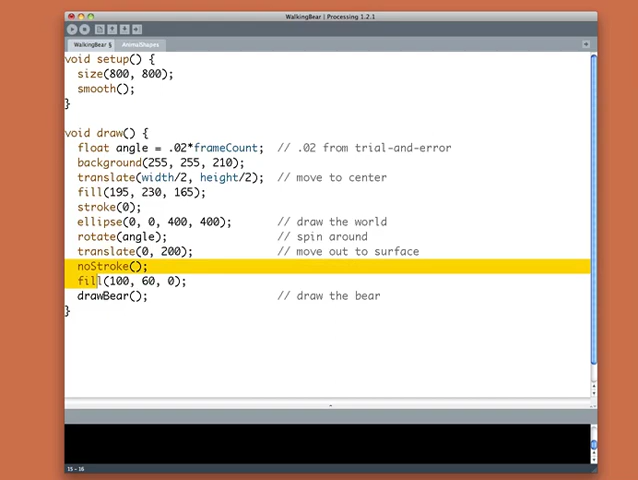 WalkingBear | Processing 1.2.1
WalkingBear § AnimalShapes
void setup() {
size(800, 800);
smooth();
}
void draw() {
float angle = .02*frameCount; // .02 from trial-and-error
background(255, 255, 210);
translate(width/2, height/2); // move to center
fill(195, 230, 165);
stroke(0);
ellipse(0, 0, 400, 400); // draw the world
rotate(angle); // spin around
translate(0, 200); // move out to surface
noStroke();
fill(100, 60, 0);
drawBear(); // draw the bear
}
15 - 16